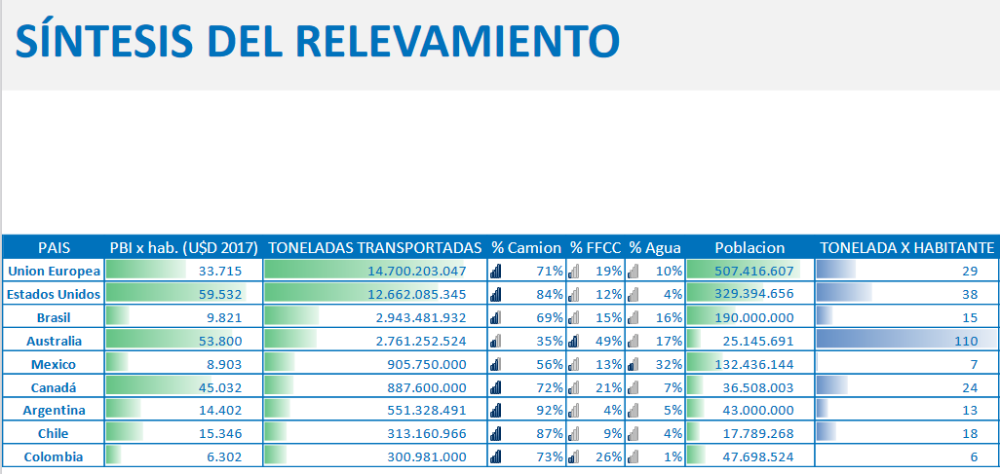 SÍNTESIS DEL RELEVAMIENTO
PAIS PBI x hab. (U$D 2017) TONELADAS TRANSPORTADAS % Camion % FFCC % Agua Poblacion TONELADA X HABITANTE
Union Europea 33.715 14.700.203.047 71% 19% 10% 507.416.607 29
Estados Unidos 59.532 12.662.085.345 84% 12% 4% 329.394.656 38
Brasil 9.821 2.943.481.932 69% 15% 16% 190.000.000 15
Australia 53.800 2.761.252.524 35% 49% 17% 25.145.691 110
Mexico 8.903 905.750.000 56% 13% 32% 132.436.144 7
Canadá 45.032 887.600.000 72% 21% 7% 36.508.003 24
Argentina 14.402 551.328.491 92% 4% 5% 43.000.000 13
Chile 15.346 313.160.966 87% 9% 4% 17.789.268 18
Colombia 6.302 300.981.000 73% 26% 1% 47.698.524 6